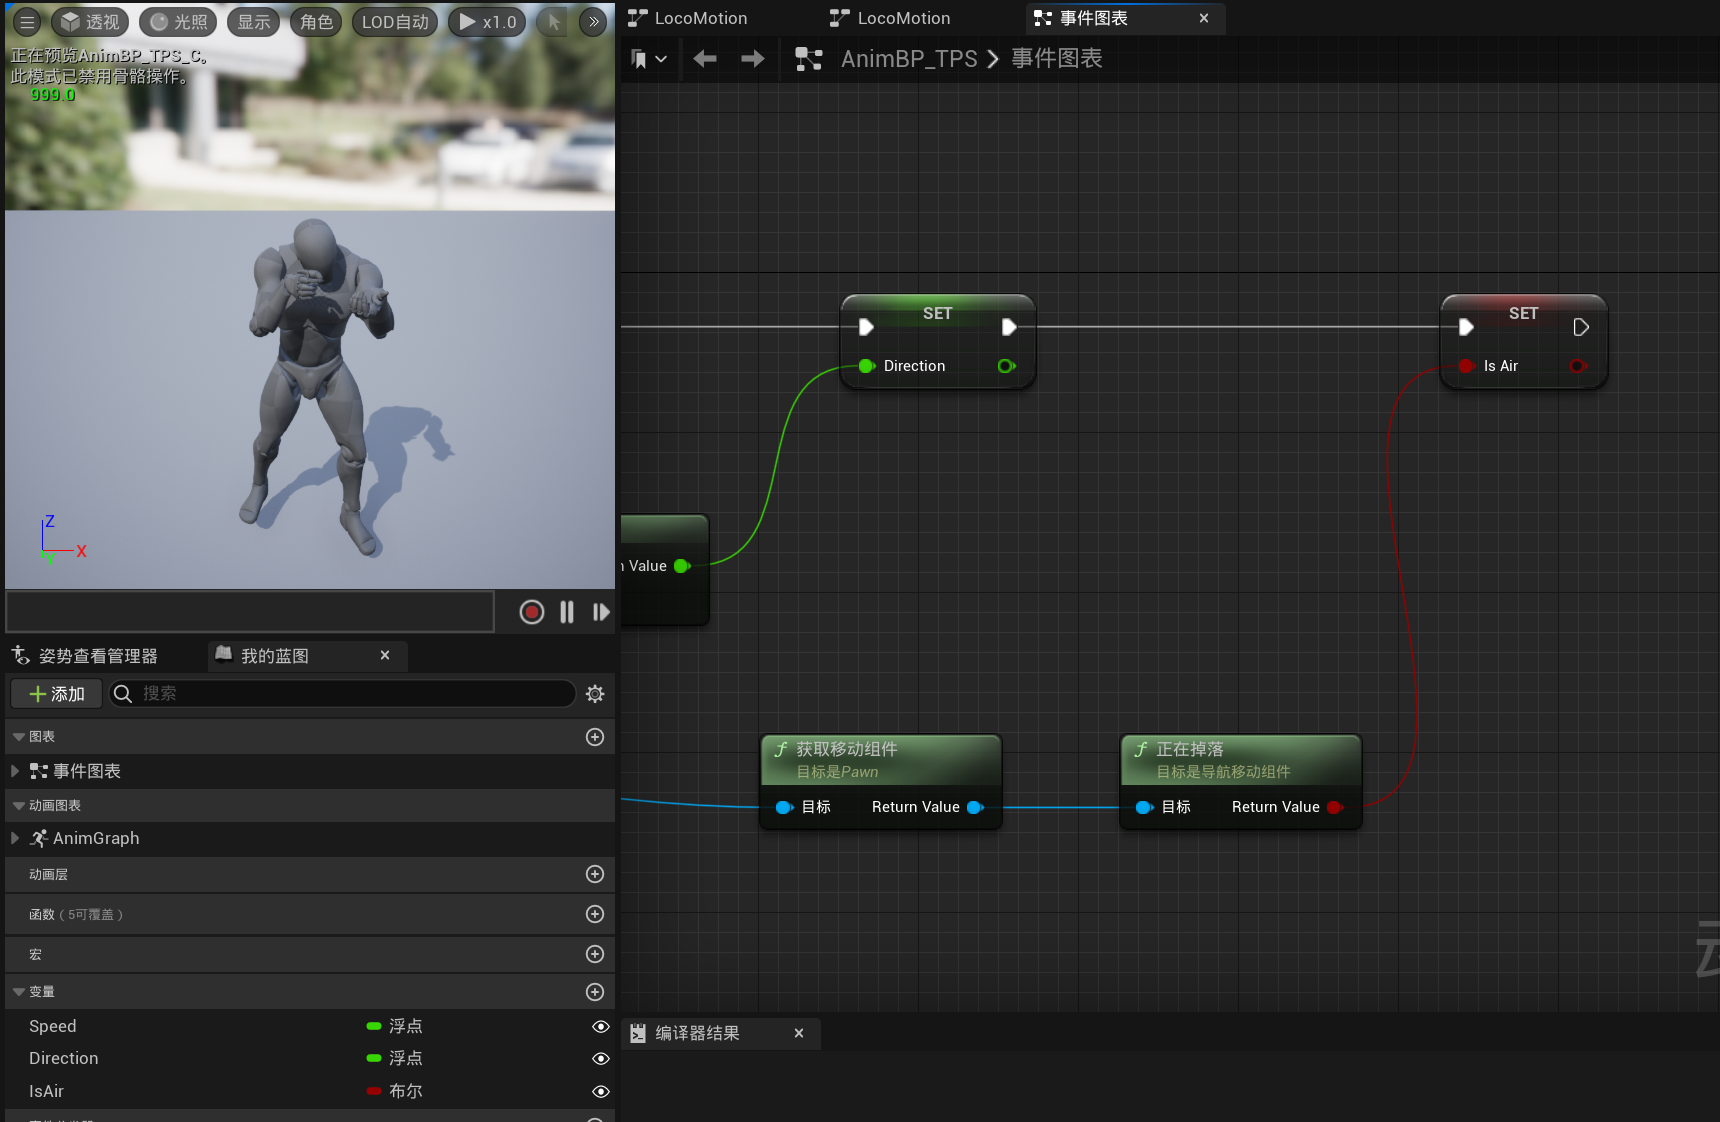 透视
光照
显示
角色
LOD自动
x1.0
正在预览AnimBP_TPS_C。
此模式已禁用骨骼操作。
999.0
Z
X
Y
姿势查看管理器
我的蓝图
添加
搜索
图表
事件图表
动画图表
AnimGraph
动画层
函数（5可覆盖）
宏
变量
Speed 浮点
Direction 浮点
IsAir 布尔
LocoMotion
LocoMotion
事件图表
AnimBP_TPS
事件图表
SET
Direction
SET
Is Air
Value
获取移动组件
目标是Pawn
目标
Return Value
正在掉落
目标是导航移动组件
目标
Return Value
编译器结果